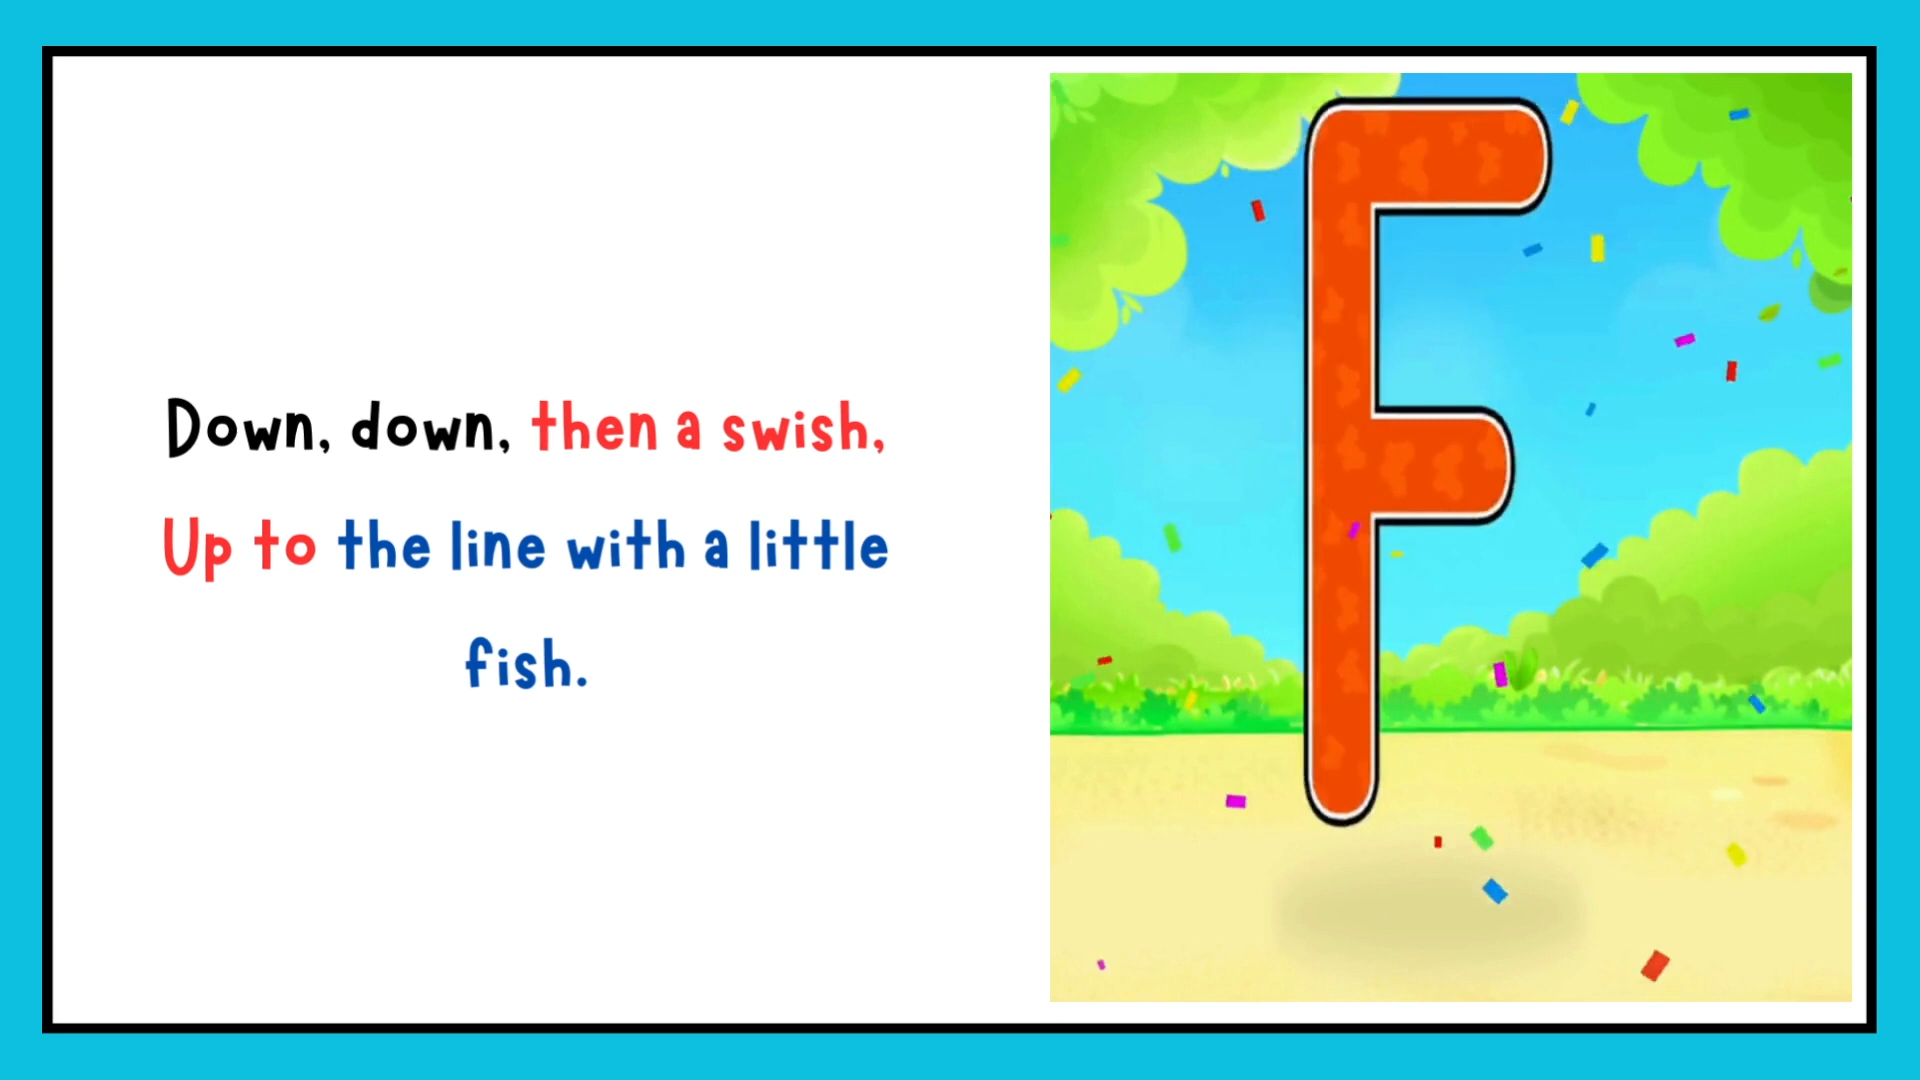 Down, down, then a swish,
Up to the line with a little
fish.
F